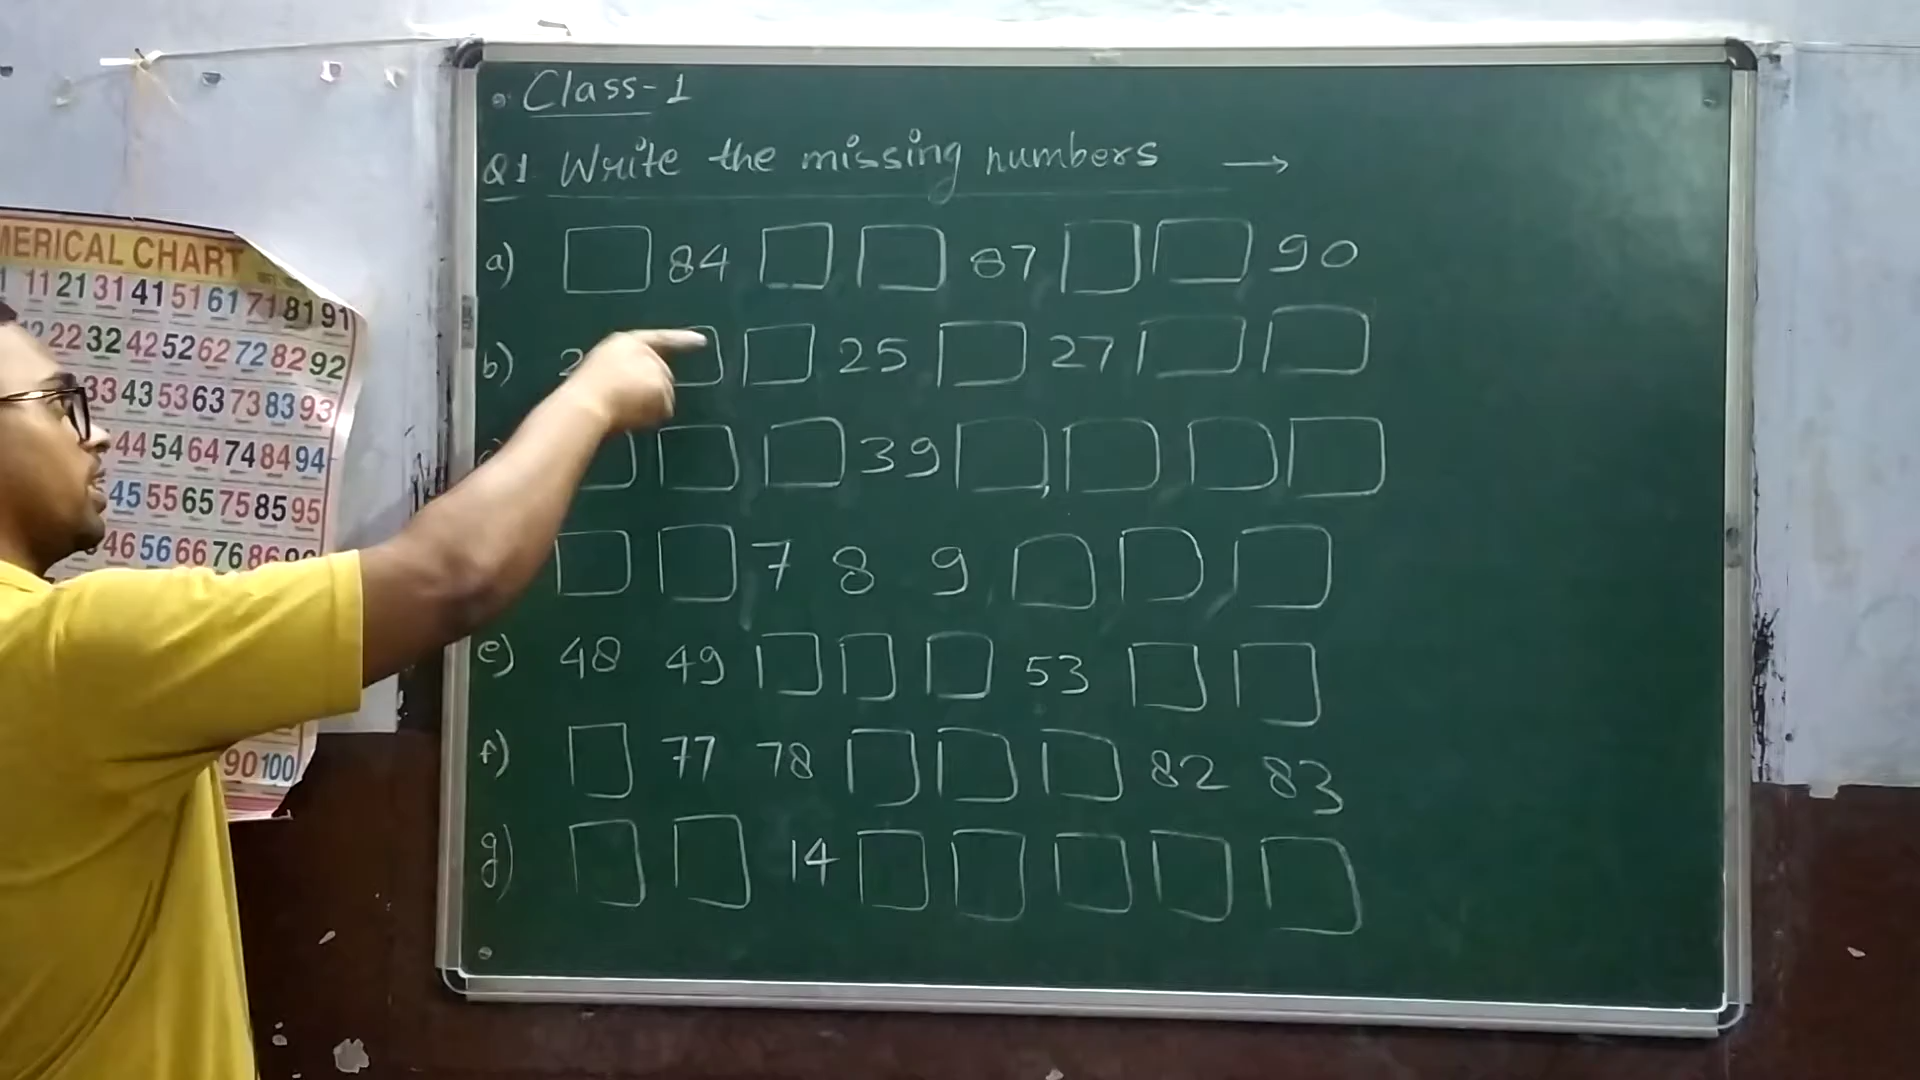 Class-1
Q1. Write the missing numbers →
a) □ 84 □ □ 87 □ □ 90
b) □ □ 25 □ 27 □ □
□ □ □ 39 □, □ □ □
□ □ 7 8 9 □ □ □
e) 48 49 □ □ □ 53 □ □
f) □ 77 78 □ □ □ 82 83
g) □ □ 14 □ □ □ □ □
MERICAL CHART
11 21 31 41 51 61 71 81 91
22 32 42 52 62 72 82 92
33 43 53 63 73 83 93
44 54 64 74 84 94
45 55 65 75 85 95
46 56 66 76 86
90 100